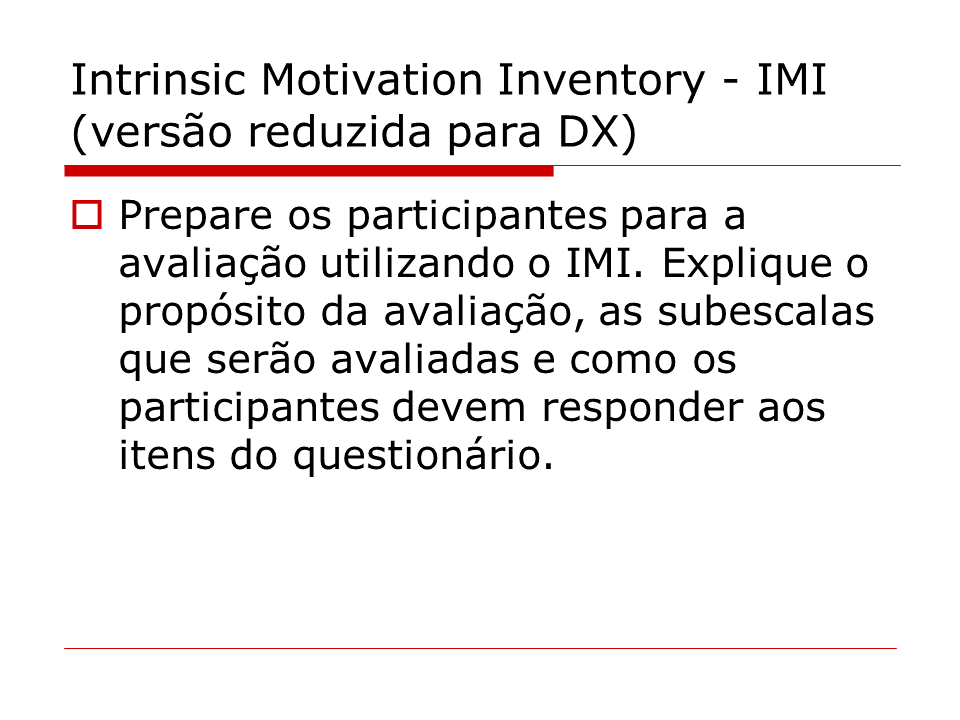 Intrinsic Motivation Inventory - IMI
(versão reduzida para DX)
Prepare os participantes para a
avaliação utilizando o IMI. Explique o
propósito da avaliação, as subescalas
que serão avaliadas e como os
participantes devem responder aos
itens do questionário.